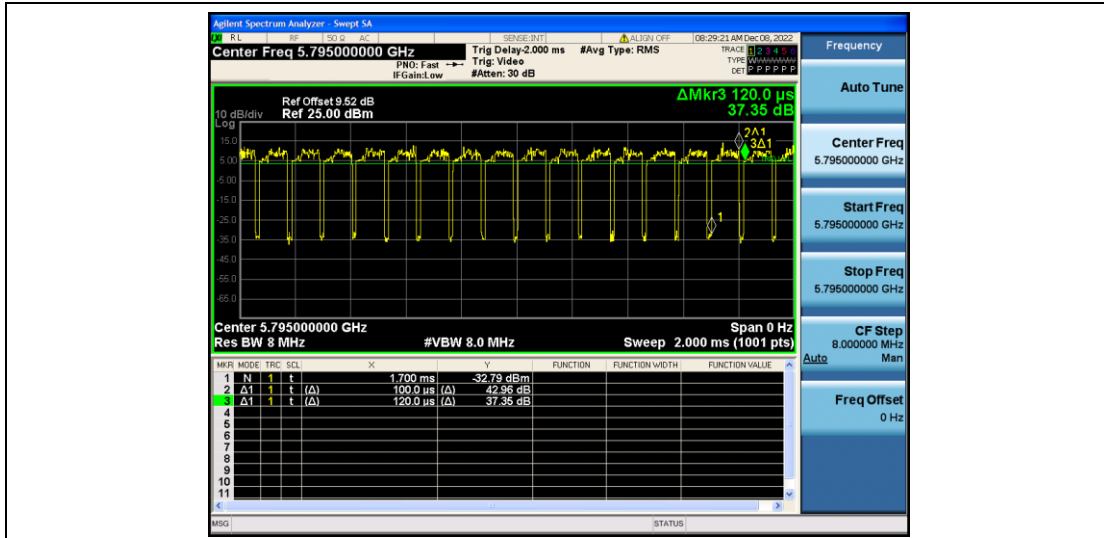 Agilent Spectrum Analyzer - Swept SA
RL RF 50 Ω AC SENSE:INT ALIGN OFF 08:29:21 AM Dec 08, 2022
Center Freq 5.795000000 GHz
PNO: Fast
IFGain:Low
Trig Delay-2.000 ms
Trig: Video
#Atten: 30 dB
#Avg Type: RMS
TRACE 1 2 3 4 5 6
TYPE
DET P P P P P P
ΔMkr3 120.0 µs
37.35 dB
Ref Offset 9.52 dB
10 dB/div Ref 25.00 dBm
Log
15.0
5.00
-5.00
-15.0
-25.0
-35.0
-45.0
-55.0
-65.0
2Δ1
3Δ1
1
Center 5.795000000 GHz Span 0 Hz
Res BW 8 MHz #VBW 8.0 MHz Sweep 2.000 ms (1001 pts)
MKR MODE TRC SCL X Y FUNCTION FUNCTION WIDTH FUNCTION VALUE
1 N 1 t 1.700 ms -32.79 dBm
2 Δ1 1 t (Δ) 100.0 µs (Δ) 42.96 dB
3 Δ1 1 t (Δ) 120.0 µs (Δ) 37.35 dB
4
5
6
7
8
9
10
11
MSG STATUS
Frequency
Auto Tune
Center Freq
5.795000000 GHz
Start Freq
5.795000000 GHz
Stop Freq
5.795000000 GHz
CF Step
8.000000 MHz
Auto Man
Freq Offset
0 Hz